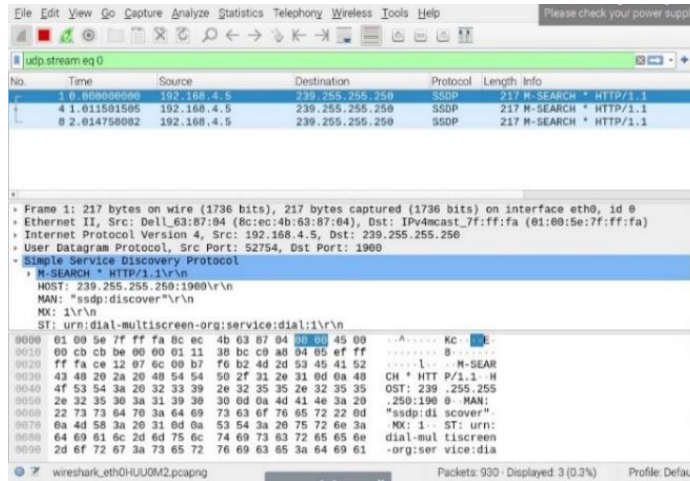 File Edit View Go Capture Analyze Statistics Telephony Wireless Tools Help
Please check your power supp
udp.stream eq 0
No. Time Source Destination Protocol Length Info
1 0.000000000 192.168.4.5 239.255.255.250 SSDP 217 M-SEARCH * HTTP/1.1
4 1.011501505 192.168.4.5 239.255.255.250 SSDP 217 M-SEARCH * HTTP/1.1
8 2.014758082 192.168.4.5 239.255.255.250 SSDP 217 M-SEARCH * HTTP/1.1
Frame 1: 217 bytes on wire (1736 bits), 217 bytes captured (1736 bits) on interface eth0, id 0
Ethernet II, Src: Dell_63:87:04 (8c:ec:4b:63:87:04), Dst: IPv4mcast_7f:ff:fa (01:00:5e:7f:ff:fa)
Internet Protocol Version 4, Src: 192.168.4.5, Dst: 239.255.255.250
User Datagram Protocol, Src Port: 52754, Dst Port: 1900
Simple Service Discovery Protocol
M-SEARCH * HTTP/1.1\r\n
HOST: 239.255.255.250:1900\r\n
MAN: "ssdp:discover"\r\n
MX: 1\r\n
ST: urn:dial-multiscreen-org:service:dial:1\r\n
0000 01 00 5e 7f ff fa 8c ec 4b 63 87 04 08 00 45 00 ··^····· Kc····E·
0010 00 cb cb be 00 00 01 11 38 bc c0 a8 04 05 ef ff ········ 8·······
0020 ff fa ce 12 07 6c 00 b7 f6 b2 4d 2d 53 45 41 52 ·····l·· ··M-SEAR
0030 43 48 20 2a 20 48 54 54 50 2f 31 2e 31 0d 0a 48 CH * HTT P/1.1··H
0040 4f 53 54 3a 20 32 33 39 2e 32 35 35 2e 32 35 35 OST: 239 .255.255
0050 2e 32 35 30 3a 31 39 30 30 0d 0a 4d 41 4e 3a 20 .250:190 0··MAN:
0060 22 73 73 64 70 3a 64 69 73 63 6f 76 65 72 22 0d "ssdp:di scover"·
0070 0a 4d 58 3a 20 31 0d 0a 53 54 3a 20 75 72 6e 3a ·MX: 1·· ST: urn:
0080 64 69 61 6c 2d 6d 75 6c 74 69 73 63 72 65 65 6e dial-mul tiscreen
0090 2d 6f 72 67 3a 73 65 72 76 69 63 65 3a 64 69 61 -org:ser vice:dia
wireshark_eth0HUU0M2.pcapng Packets: 930 · Displayed: 3 (0.3%) Profile: Defau